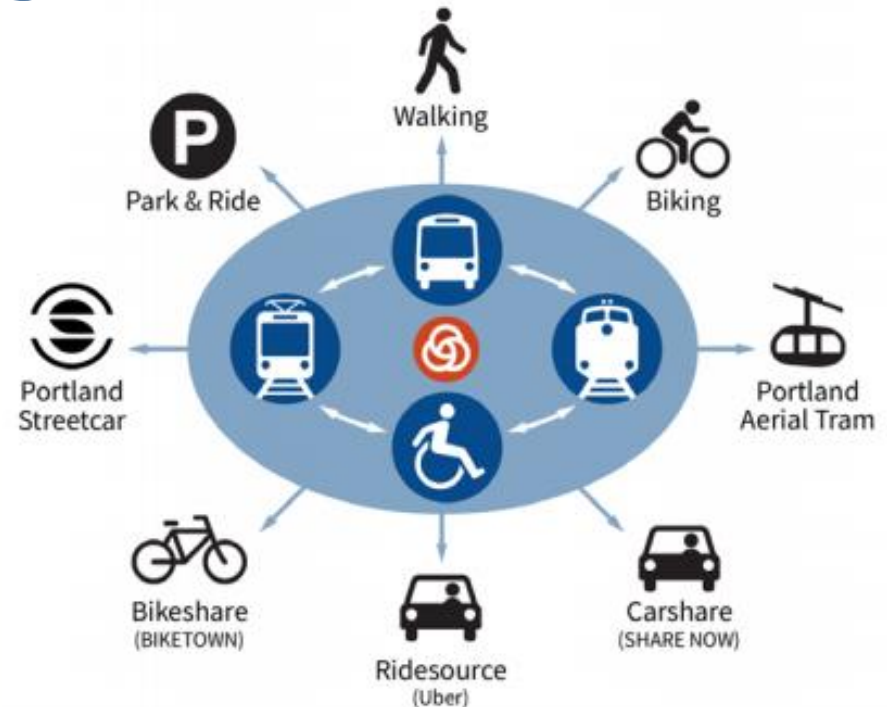 Walking
P
Park & Ride
Biking
Portland
Streetcar
Portland
Aerial Tram
Bikeshare
(BIKETOWN)
Ridesource
(Uber)
Carshare
(SHARE NOW)